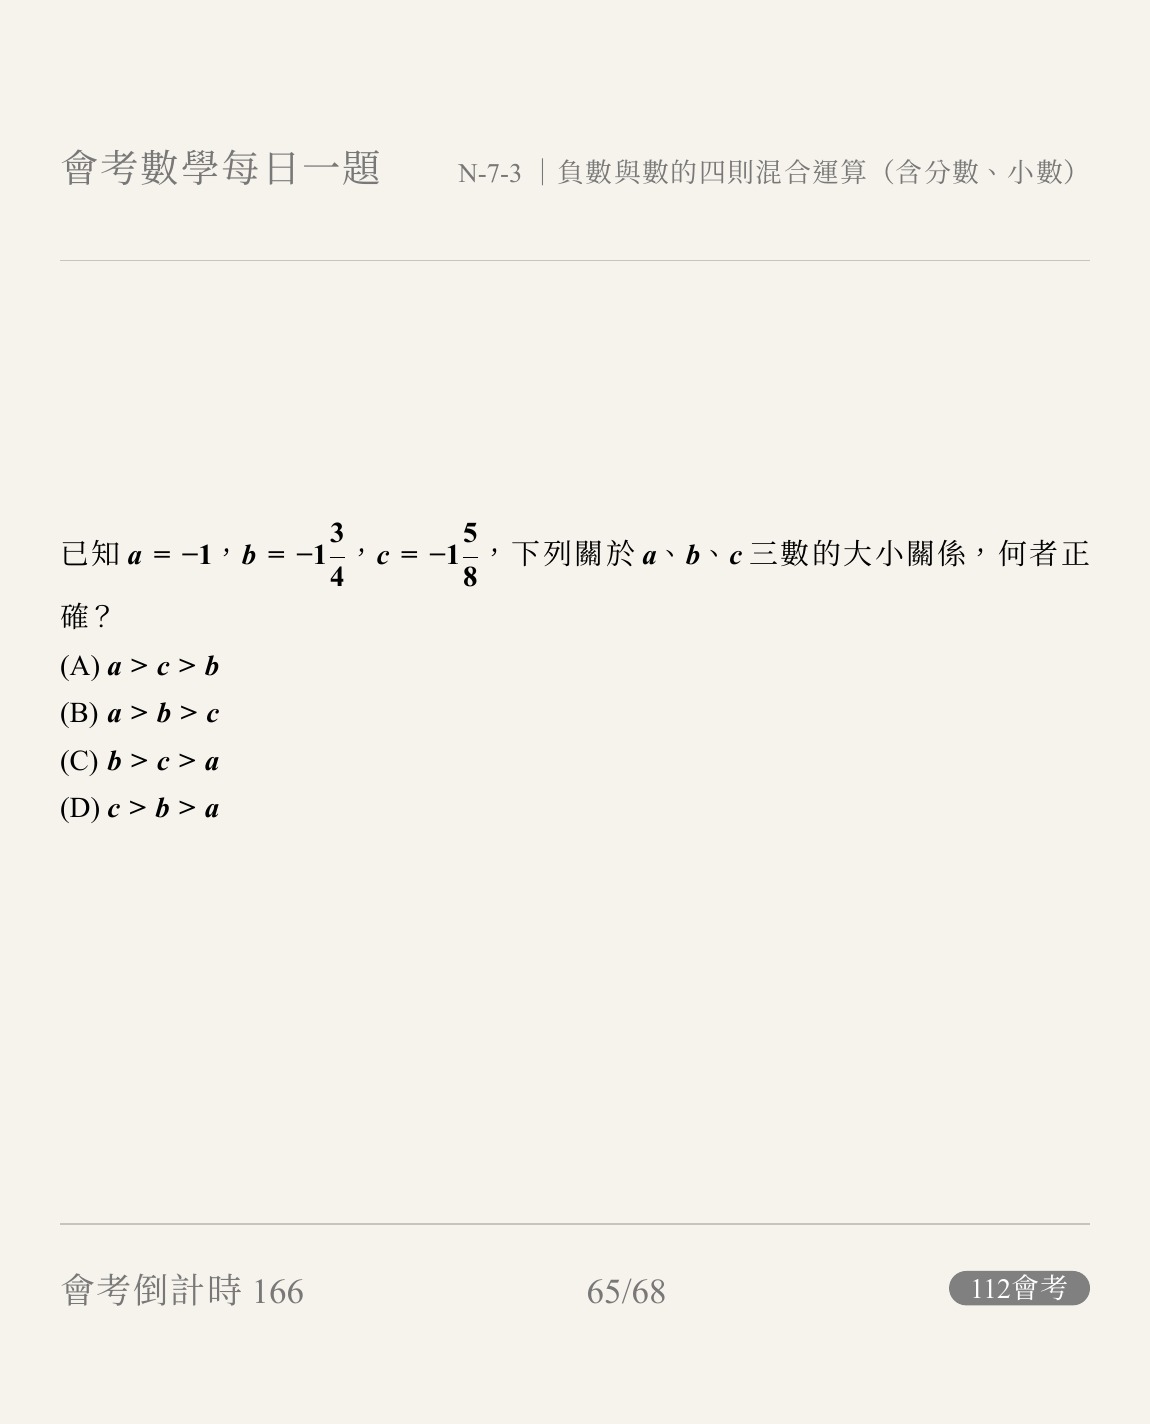 會考數學每日一題
N-7-3｜負數與數的四則混合運算（含分數、小數）
已知 a = −1，b = −1 3/4，c = −1 5/8，下列關於 a、b、c 三數的大小關係，何者正
確？
(A) a > c > b
(B) a > b > c
(C) b > c > a
(D) c > b > a
會考倒計時 166
65/68
112會考